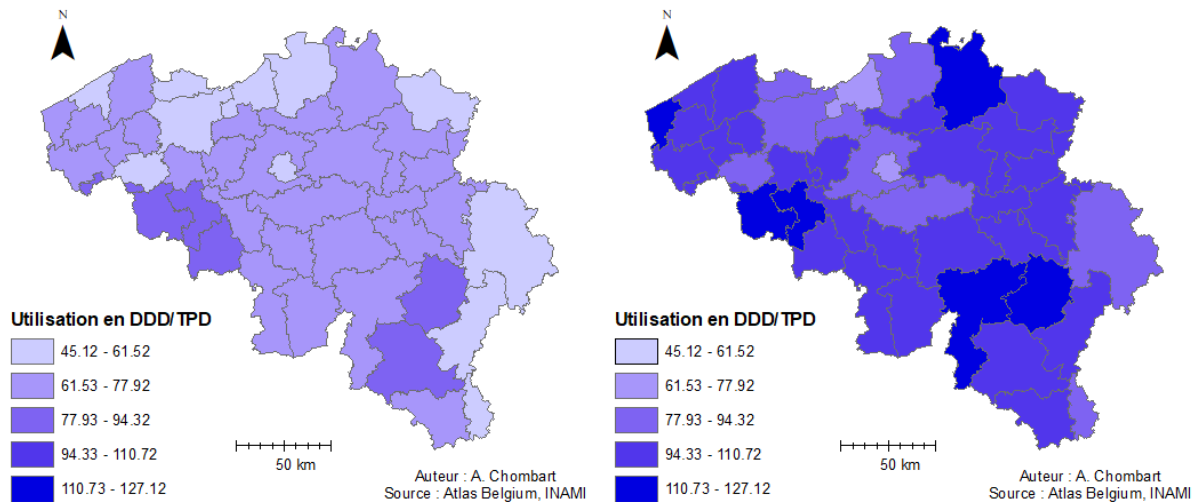 N
Utilisation en DDD/TPD
45.12 - 61.52
61.53 - 77.92
77.93 - 94.32
94.33 - 110.72
110.73 - 127.12
50 km
Auteur : A. Chombart
Source : Atlas Belgium, INAMI
N
Utilisation en DDD/TPD
45.12 - 61.52
61.53 - 77.92
77.93 - 94.32
94.33 - 110.72
110.73 - 127.12
50 km
Auteur : A. Chombart
Source : Atlas Belgium, INAMI